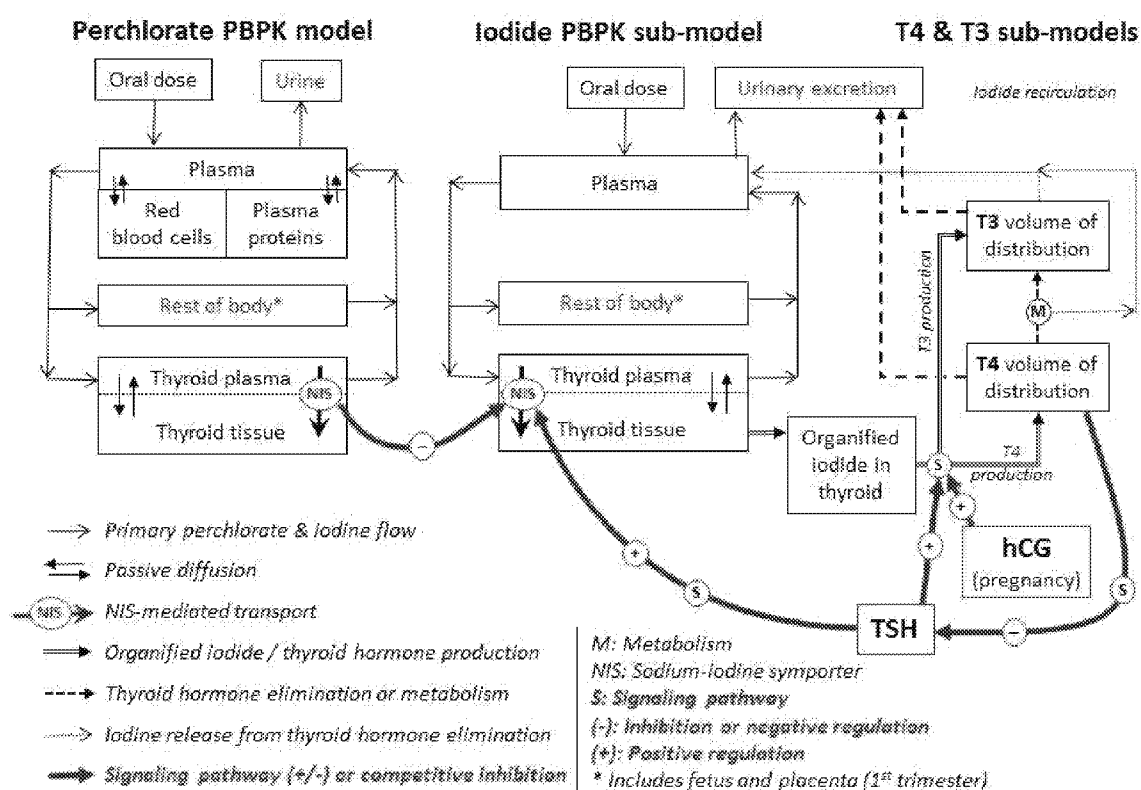 Perchlorate PBPK model
Iodide PBPK sub-model
T4 & T3 sub-models
Oral dose
Urine
Oral dose
Urinary excretion
Iodide recirculation
Plasma
Red
blood cells
Plasma
proteins
Plasma
T3 volume of
distribution
T3 production
Rest of body*
Rest of body*
M
Thyroid plasma
NIS
Thyroid tissue
NIS
Thyroid plasma
Thyroid tissue
T4 volume of
distribution
−
Organified
iodide in
thyroid
S
T4
production
+
+
hCG
(pregnancy)
+
S
S
TSH
−
Primary perchlorate & Iodine flow
Passive diffusion
NIS
NIS-mediated transport
Organified iodide / thyroid hormone production
Thyroid hormone elimination or metabolism
Iodine release from thyroid hormone elimination
Signaling pathway (+/-) or competitive inhibition
M: Metabolism
NIS: Sodium-iodine symporter
S: Signaling pathway
(-): Inhibition or negative regulation
(+): Positive regulation
* Includes fetus and placenta (1st trimester)